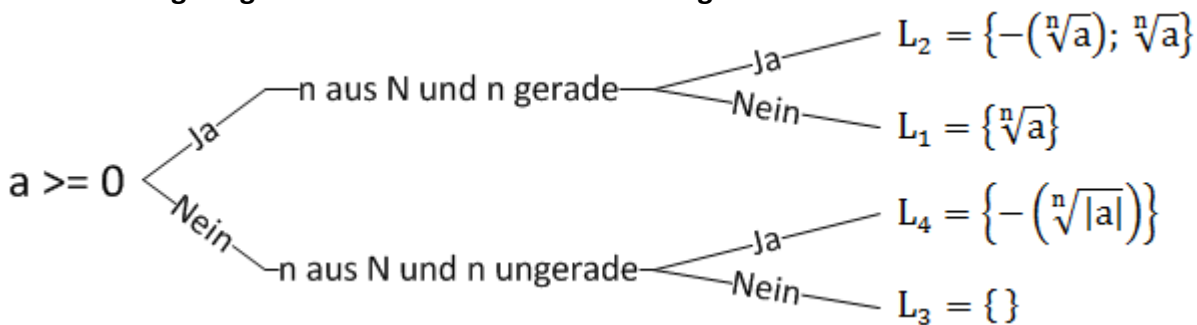 Ja
n aus N und n gerade
Ja
L₂ = {-(ⁿ√a); ⁿ√a}
Nein
L₁ = {ⁿ√a}
a >= 0
Nein
n aus N und n ungerade
Ja
L₄ = {-(ⁿ√|a|)}
Nein
L₃ = { }